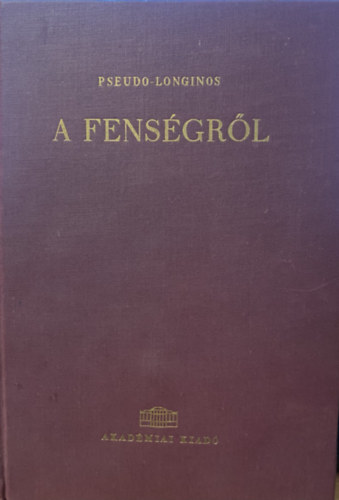 PSEUDO-LONGINOS
A FENSÉGRŐL
AKADÉMIAI KIADÓ